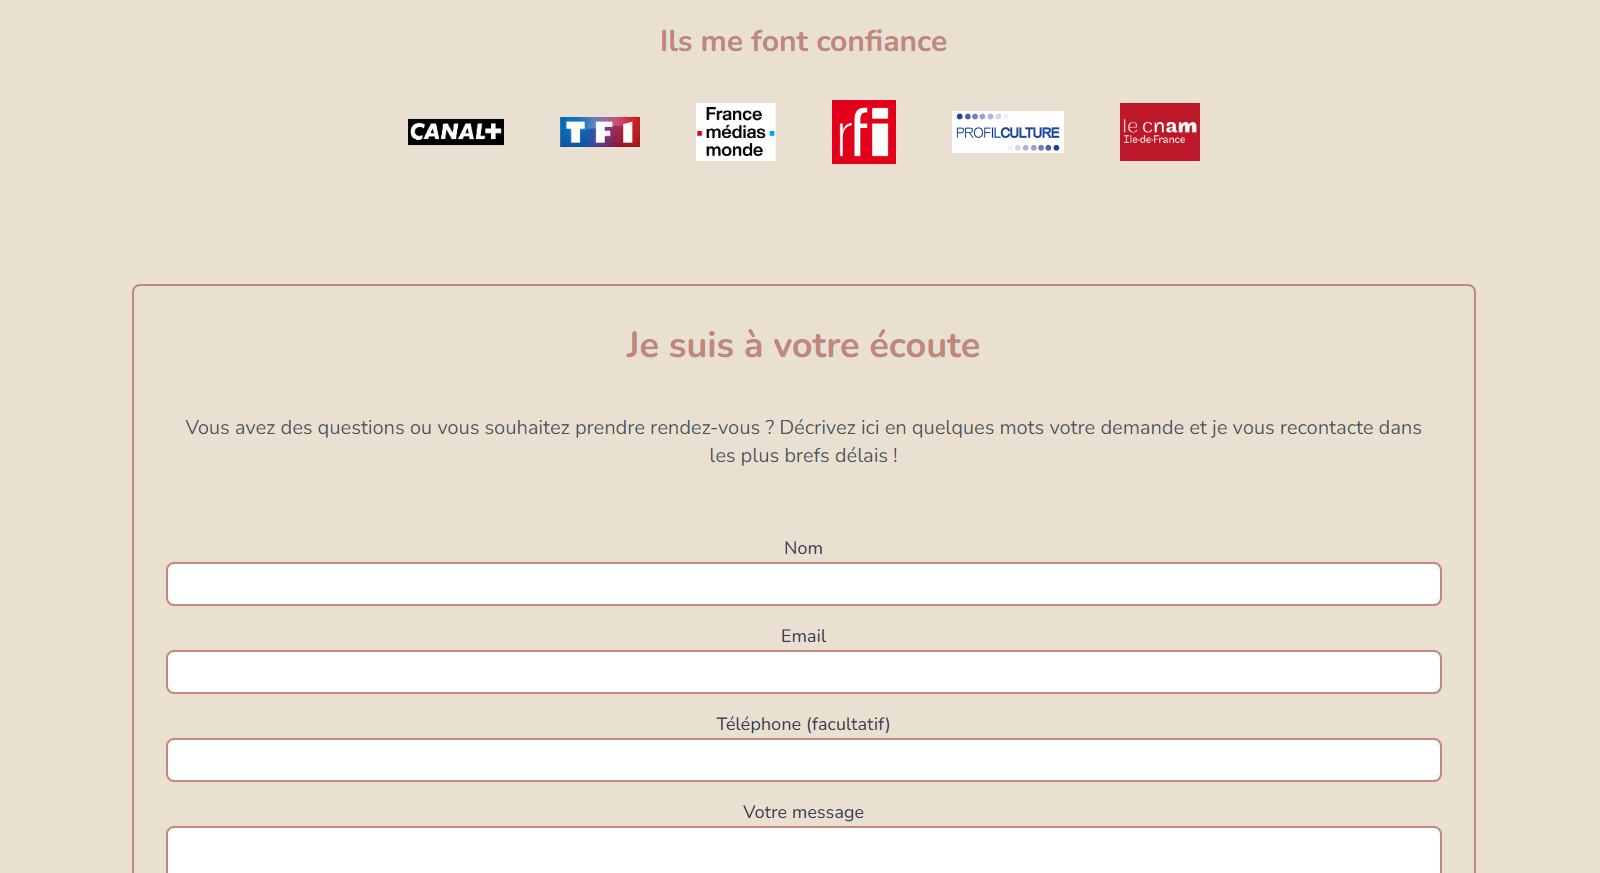 Ils me font confiance
CANAL+
TF1
France
médias
monde
rfi
PROFILCULTURE
le cnam
Ile-de-France
Je suis à votre écoute
Vous avez des questions ou vous souhaitez prendre rendez-vous ? Décrivez ici en quelques mots votre demande et je vous recontacte dans
les plus brefs délais !
Nom
Email
Téléphone (facultatif)
Votre message